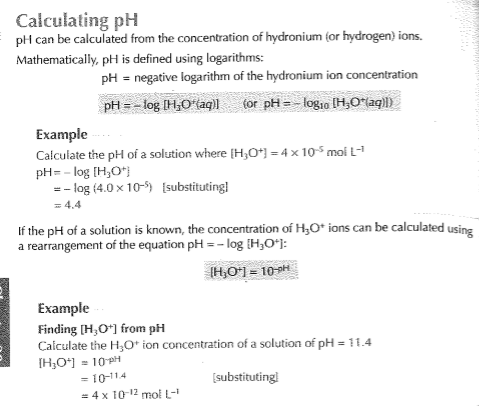 Calculating pH
pH can be calculated from the concentration of hydronium (or hydrogen) ions.
Mathematically, pH is defined using logarithms:
pH = negative logarithm of the hydronium ion concentration
pH = – log [H₃O⁺(aq)] (or pH = – log₁₀ [H₃O⁺(aq)])
Example
Calculate the pH of a solution where [H₃O⁺] = 4 × 10⁻⁵ mol L⁻¹
pH = – log [H₃O⁺]
= – log (4.0 × 10⁻⁵) [substituting]
= 4.4
If the pH of a solution is known, the concentration of H₃O⁺ ions can be calculated using
a rearrangement of the equation pH = – log [H₃O⁺]:
[H₃O⁺] = 10⁻ᵖᴴ
Example
Finding [H₃O⁺] from pH
Calculate the H₃O⁺ ion concentration of a solution of pH = 11.4
[H₃O⁺] = 10⁻ᵖᴴ
= 10⁻¹¹·⁴ [substituting]
= 4 x 10⁻¹² mol L⁻¹